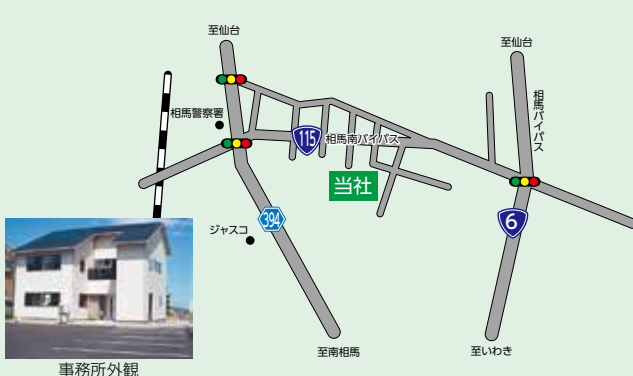 至仙台
至仙台
相馬バイパス
相馬警察署
115
相馬南バイパス
当社
394
6
ジャスコ
至南相馬
至いわき
事務所外観